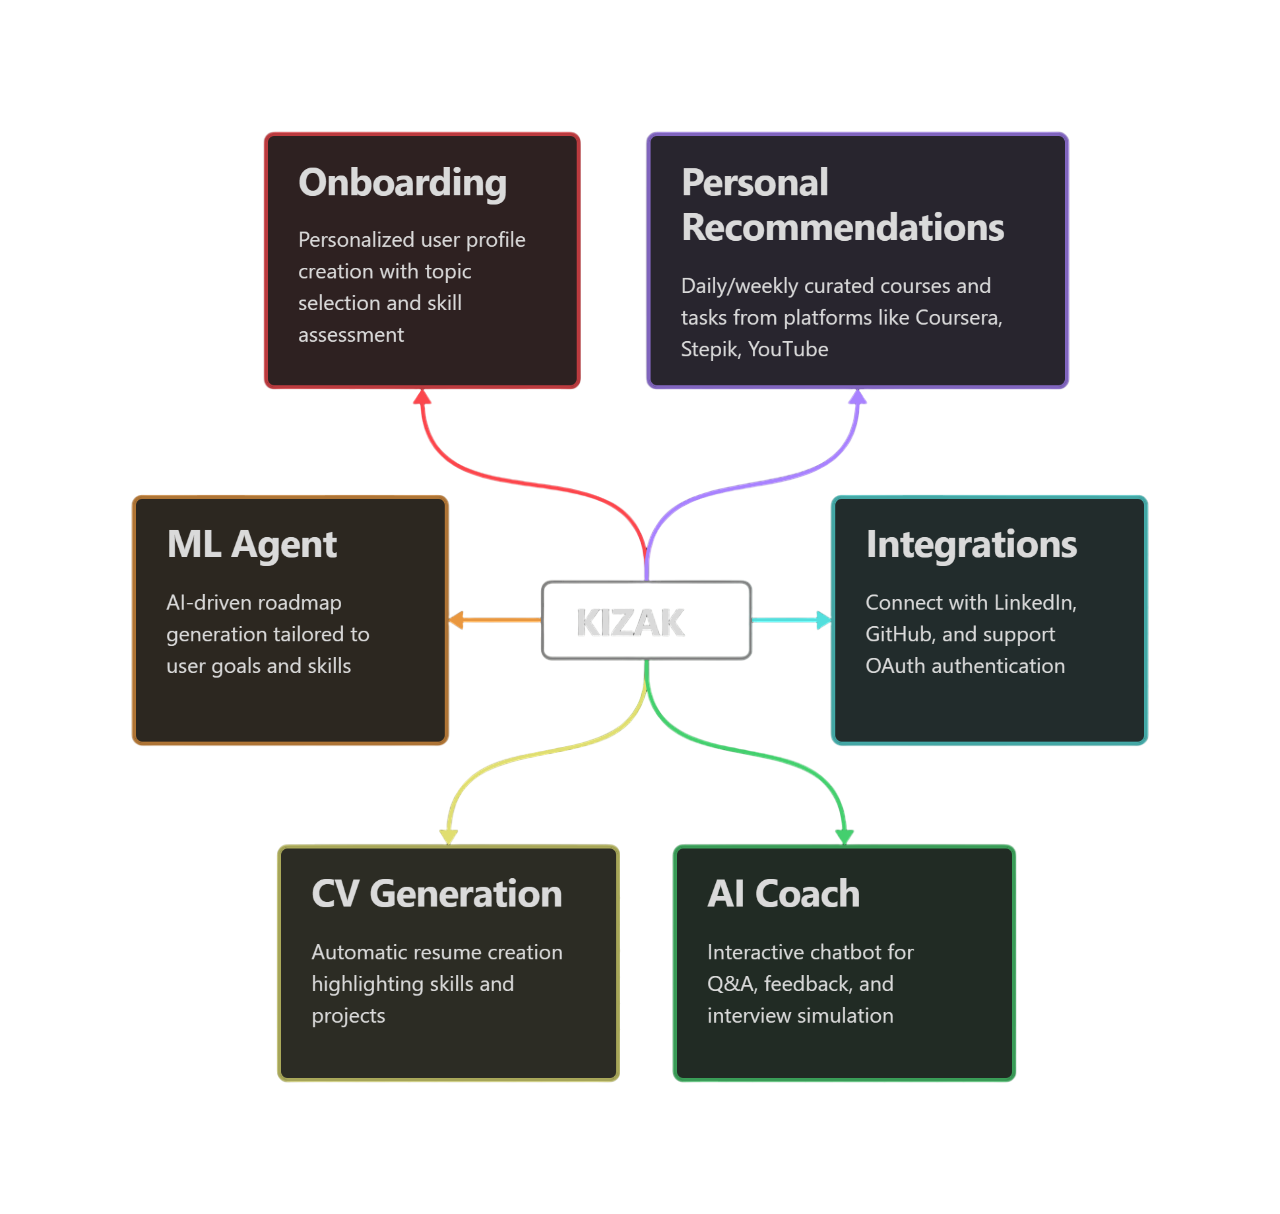 Onboarding
Personalized user profile
creation with topic
selection and skill
assessment
Personal
Recommendations
Daily/weekly curated courses and
tasks from platforms like Coursera,
Stepik, YouTube
ML Agent
AI-driven roadmap
generation tailored to
user goals and skills
KIZAK
Integrations
Connect with LinkedIn,
GitHub, and support
OAuth authentication
CV Generation
Automatic resume creation
highlighting skills and
projects
AI Coach
Interactive chatbot for
Q&A, feedback, and
interview simulation